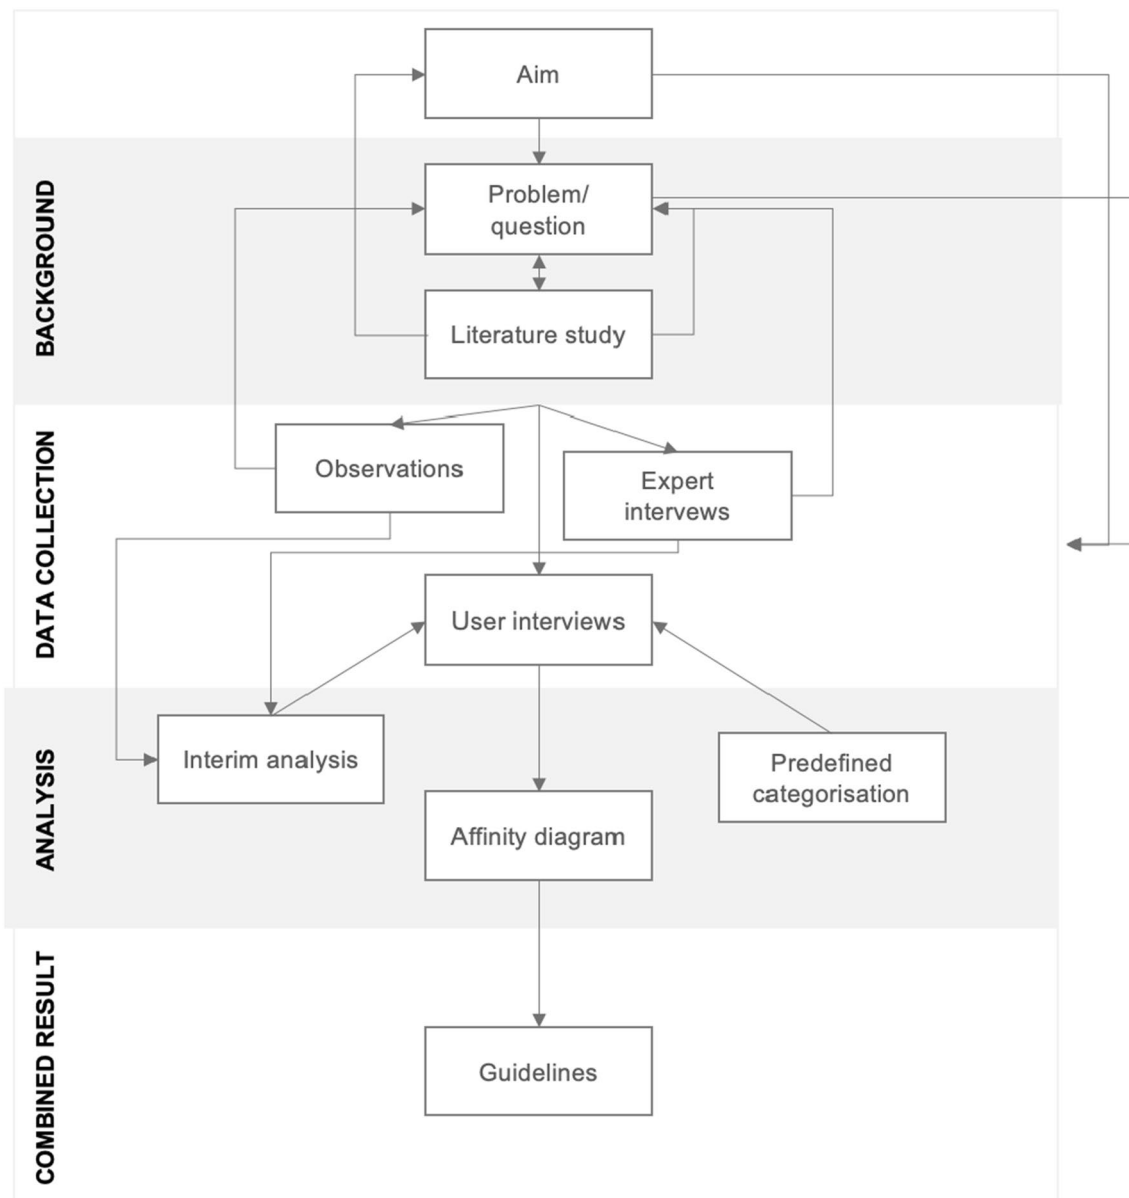 Aim
BACKGROUND
Problem/
question
Literature study
DATA COLLECTION
Observations
Expert
intervews
User interviews
ANALYSIS
Interim analysis
Predefined
categorisation
Affinity diagram
COMBINED RESULT
Guidelines